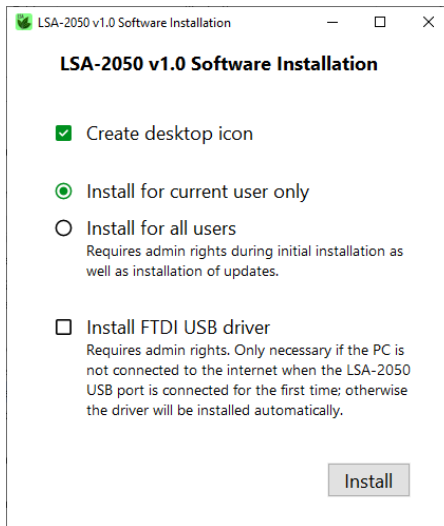 LSA-2050 v1.0 Software Installation
LSA-2050 v1.0 Software Installation
Create desktop icon
Install for current user only
Install for all users
Requires admin rights during initial installation as
well as installation of updates.
Install FTDI USB driver
Requires admin rights. Only necessary if the PC is
not connected to the internet when the LSA-2050
USB port is connected for the first time; otherwise
the driver will be installed automatically.
Install